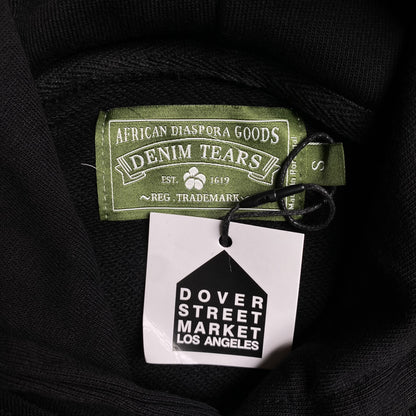 AFRICAN DIASPORA GOODS
DENIM TEARS
EST. 1619
~REG. TRADEMARK
S
DOVER
STREET
MARKET
LOS ANGELES